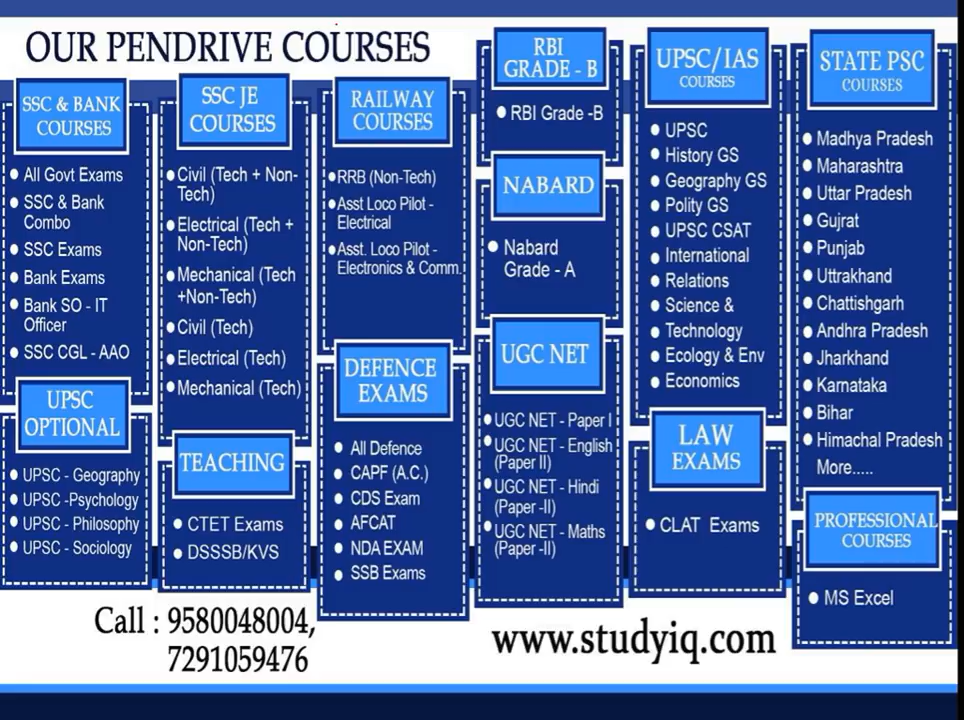 OUR PENDRIVE COURSES
SSC & BANK
COURSES
All Govt Exams
SSC & Bank
Combo
SSC Exams
Bank Exams
Bank SO - IT
Officer
SSC CGL - AAO
UPSC
OPTIONAL
UPSC - Geography
UPSC -Psychology
UPSC - Philosophy
UPSC - Sociology
SSC JE
COURSES
Civil (Tech + Non-
Tech)
Electrical (Tech +
Non-Tech)
Mechanical (Tech
+Non-Tech)
Civil (Tech)
Electrical (Tech)
Mechanical (Tech)
TEACHING
CTET Exams
DSSSB/KVS
RAILWAY
COURSES
RRB (Non-Tech)
Asst Loco Pilot -
Electrical
Asst. Loco Pilot -
Electronics & Comm.
DEFENCE
EXAMS
All Defence
CAPF (A.C.)
CDS Exam
AFCAT
NDA EXAM
SSB Exams
RBI
GRADE - B
RBI Grade -B
NABARD
Nabard
Grade - A
UGC NET
UGC NET - Paper I
UGC NET - English
(Paper II)
UGC NET - Hindi
(Paper -II)
UGC NET - Maths
(Paper -II)
UPSC/IAS
COURSES
UPSC
History GS
Geography GS
Polity GS
UPSC CSAT
International
Relations
Science &
Technology
Ecology & Env
Economics
LAW
EXAMS
CLAT Exams
STATE PSC
COURSES
Madhya Pradesh
Maharashtra
Uttar Pradesh
Gujrat
Punjab
Uttrakhand
Chattishgarh
Andhra Pradesh
Jharkhand
Karnataka
Bihar
Himachal Pradesh
More.....
PROFESSIONAL
COURSES
MS Excel
Call : 9580048004,
7291059476
www.studyiq.com